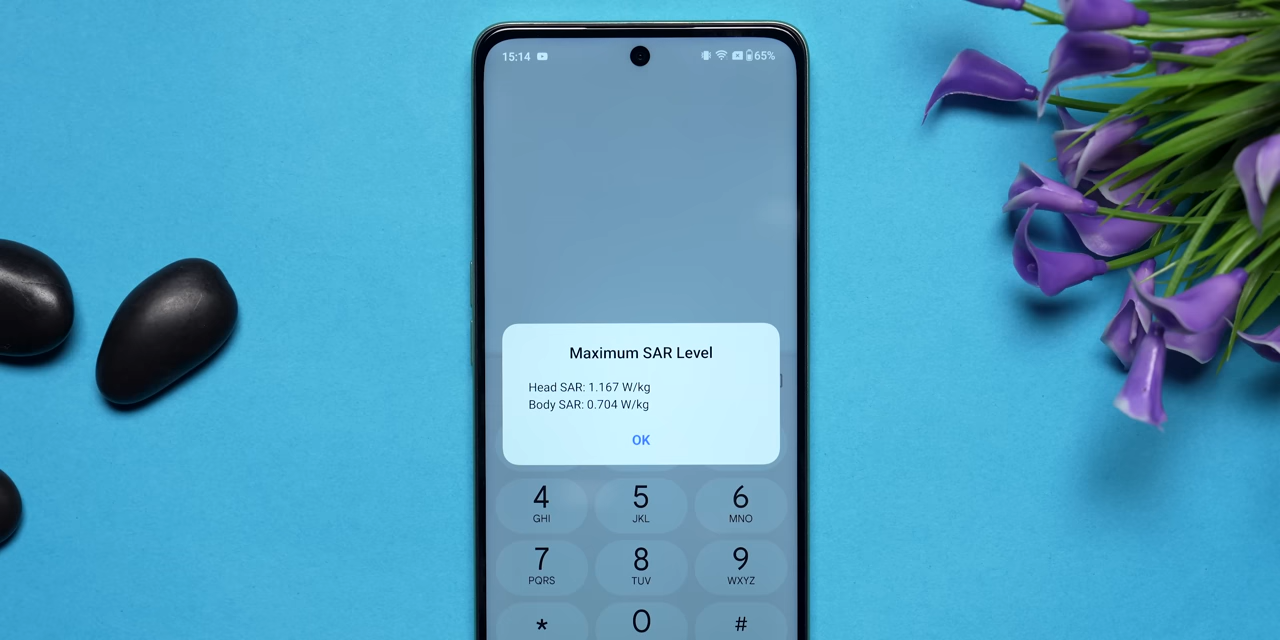 15:14 65%
Maximum SAR Level
Head SAR: 1.167 W/kg
Body SAR: 0.704 W/kg
OK
4 5 6
GHI JKL MNO
7 8 9
PQRS TUV WXYZ
* 0 #